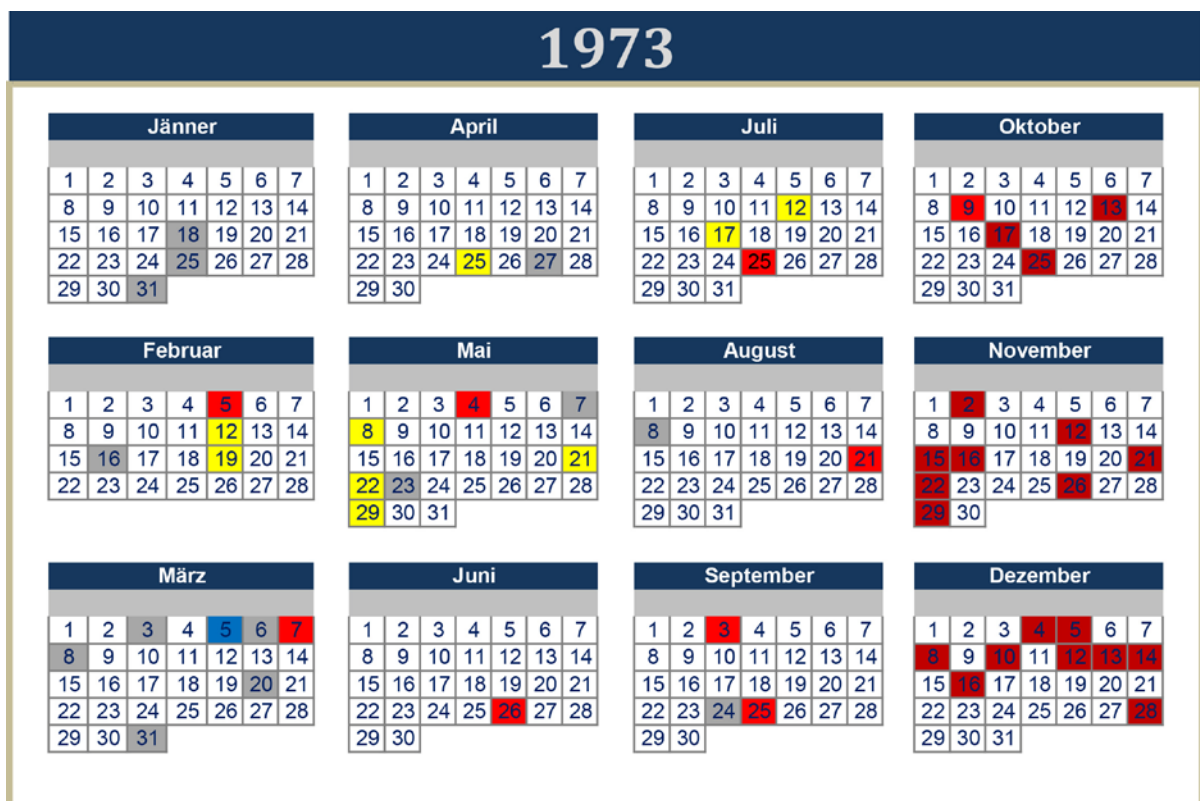 1973
Jänner
1 2 3 4 5 6 7
8 9 10 11 12 13 14
15 16 17 18 19 20 21
22 23 24 25 26 27 28
29 30 31
April
1 2 3 4 5 6 7
8 9 10 11 12 13 14
15 16 17 18 19 20 21
22 23 24 25 26 27 28
29 30
Juli
1 2 3 4 5 6 7
8 9 10 11 12 13 14
15 16 17 18 19 20 21
22 23 24 25 26 27 28
29 30 31
Oktober
1 2 3 4 5 6 7
8 9 10 11 12 13 14
15 16 17 18 19 20 21
22 23 24 25 26 27 28
29 30 31
Februar
1 2 3 4 5 6 7
8 9 10 11 12 13 14
15 16 17 18 19 20 21
22 23 24 25 26 27 28
Mai
1 2 3 4 5 6 7
8 9 10 11 12 13 14
15 16 17 18 19 20 21
22 23 24 25 26 27 28
29 30 31
August
1 2 3 4 5 6 7
8 9 10 11 12 13 14
15 16 17 18 19 20 21
22 23 24 25 26 27 28
29 30 31
November
1 2 3 4 5 6 7
8 9 10 11 12 13 14
15 16 17 18 19 20 21
22 23 24 25 26 27 28
29 30
März
1 2 3 4 5 6 7
8 9 10 11 12 13 14
15 16 17 18 19 20 21
22 23 24 25 26 27 28
29 30 31
Juni
1 2 3 4 5 6 7
8 9 10 11 12 13 14
15 16 17 18 19 20 21
22 23 24 25 26 27 28
29 30
September
1 2 3 4 5 6 7
8 9 10 11 12 13 14
15 16 17 18 19 20 21
22 23 24 25 26 27 28
29 30
Dezember
1 2 3 4 5 6 7
8 9 10 11 12 13 14
15 16 17 18 19 20 21
22 23 24 25 26 27 28
29 30 31